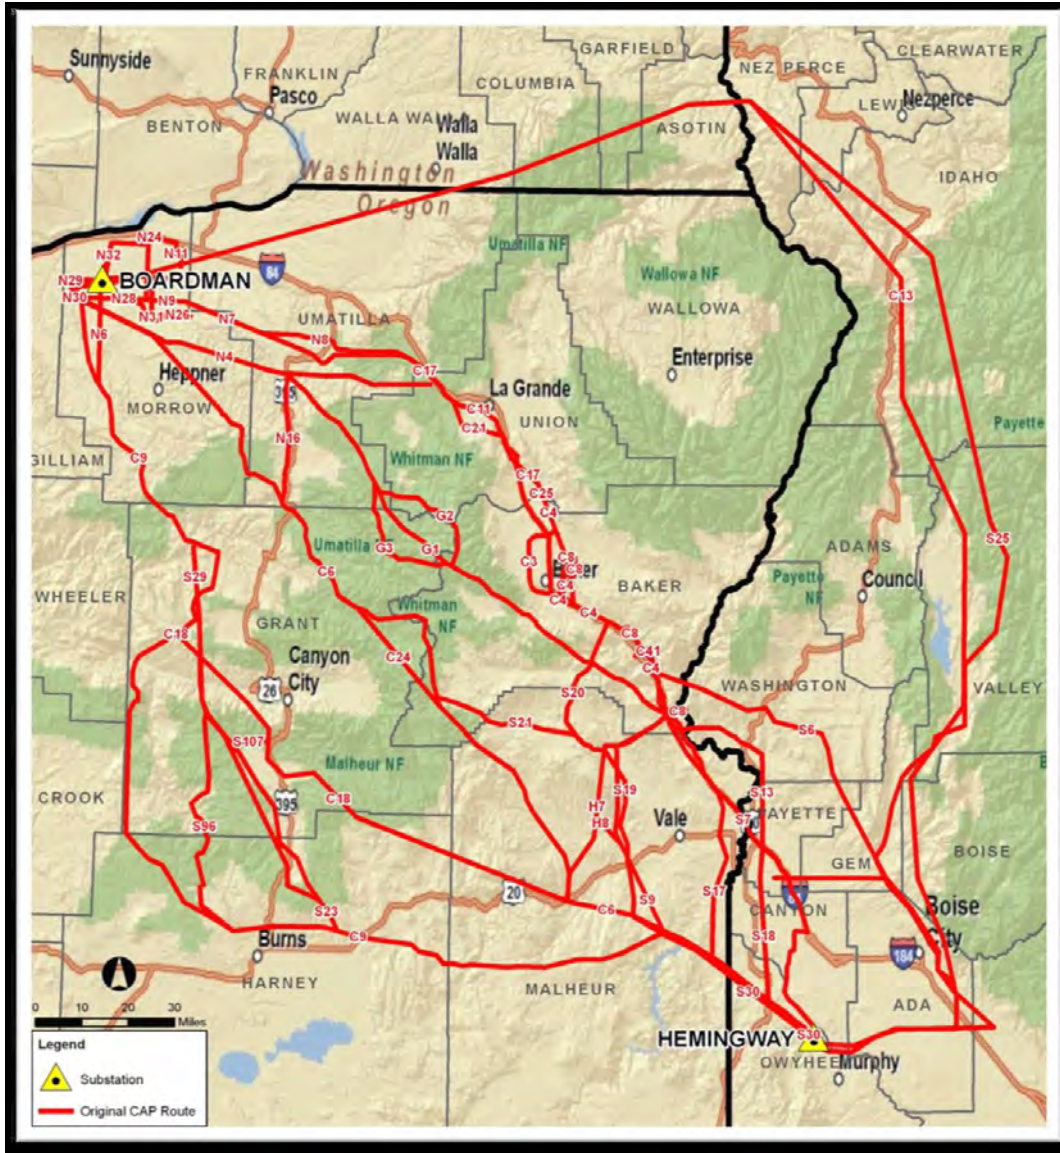 GARFIELD
CLEARWATER
Sunnyside
FRANKLIN
COLUMBIA
NEZ PERCE
Pasco
LEWIS
Nezperce
BENTON
WALLA WALLA
ASOTIN
Walla
Walla
Washington
Oregon
IDAHO
N24
N11
N32
Umatilla NF
84
Wallowa NF
N29
BOARDMAN
N30
N28
N9
WALLOWA
C13
N31
N26
N7
UMATILLA
N6
N8
N4
Enterprise
C17
Heppner
395
La Grande
MORROW
C11
UNION
Payette
C21
N16
GILLIAM
C9
Whitman NF
C17
C25
G2
C4
S25
Umatilla NF
G3
G1
ADAMS
C8
C3
C8
S29
C6
Baker
BAKER
Payette
NF
Council
C4
C4
WHEELER
Whitman
NF
C4
GRANT
C18
C8
Canyon
City
C24
C41
C4
WASHINGTON
VALLEY
26
S20
C8
S21
S6
S107
Malheur NF
S13
CROOK
C18
395
H7
S19
S96
H8
Vale
S7
PAYETTE
GEM
BOISE
20
S17
S23
C6
S9
CANYON
Boise
City
C9
Burns
S18
184
HARNEY
MALHEUR
S30
ADA
0 10 20 30
Miles
HEMINGWAY
S30
OWYHEE
Murphy
Legend
Substation
Original CAP Route